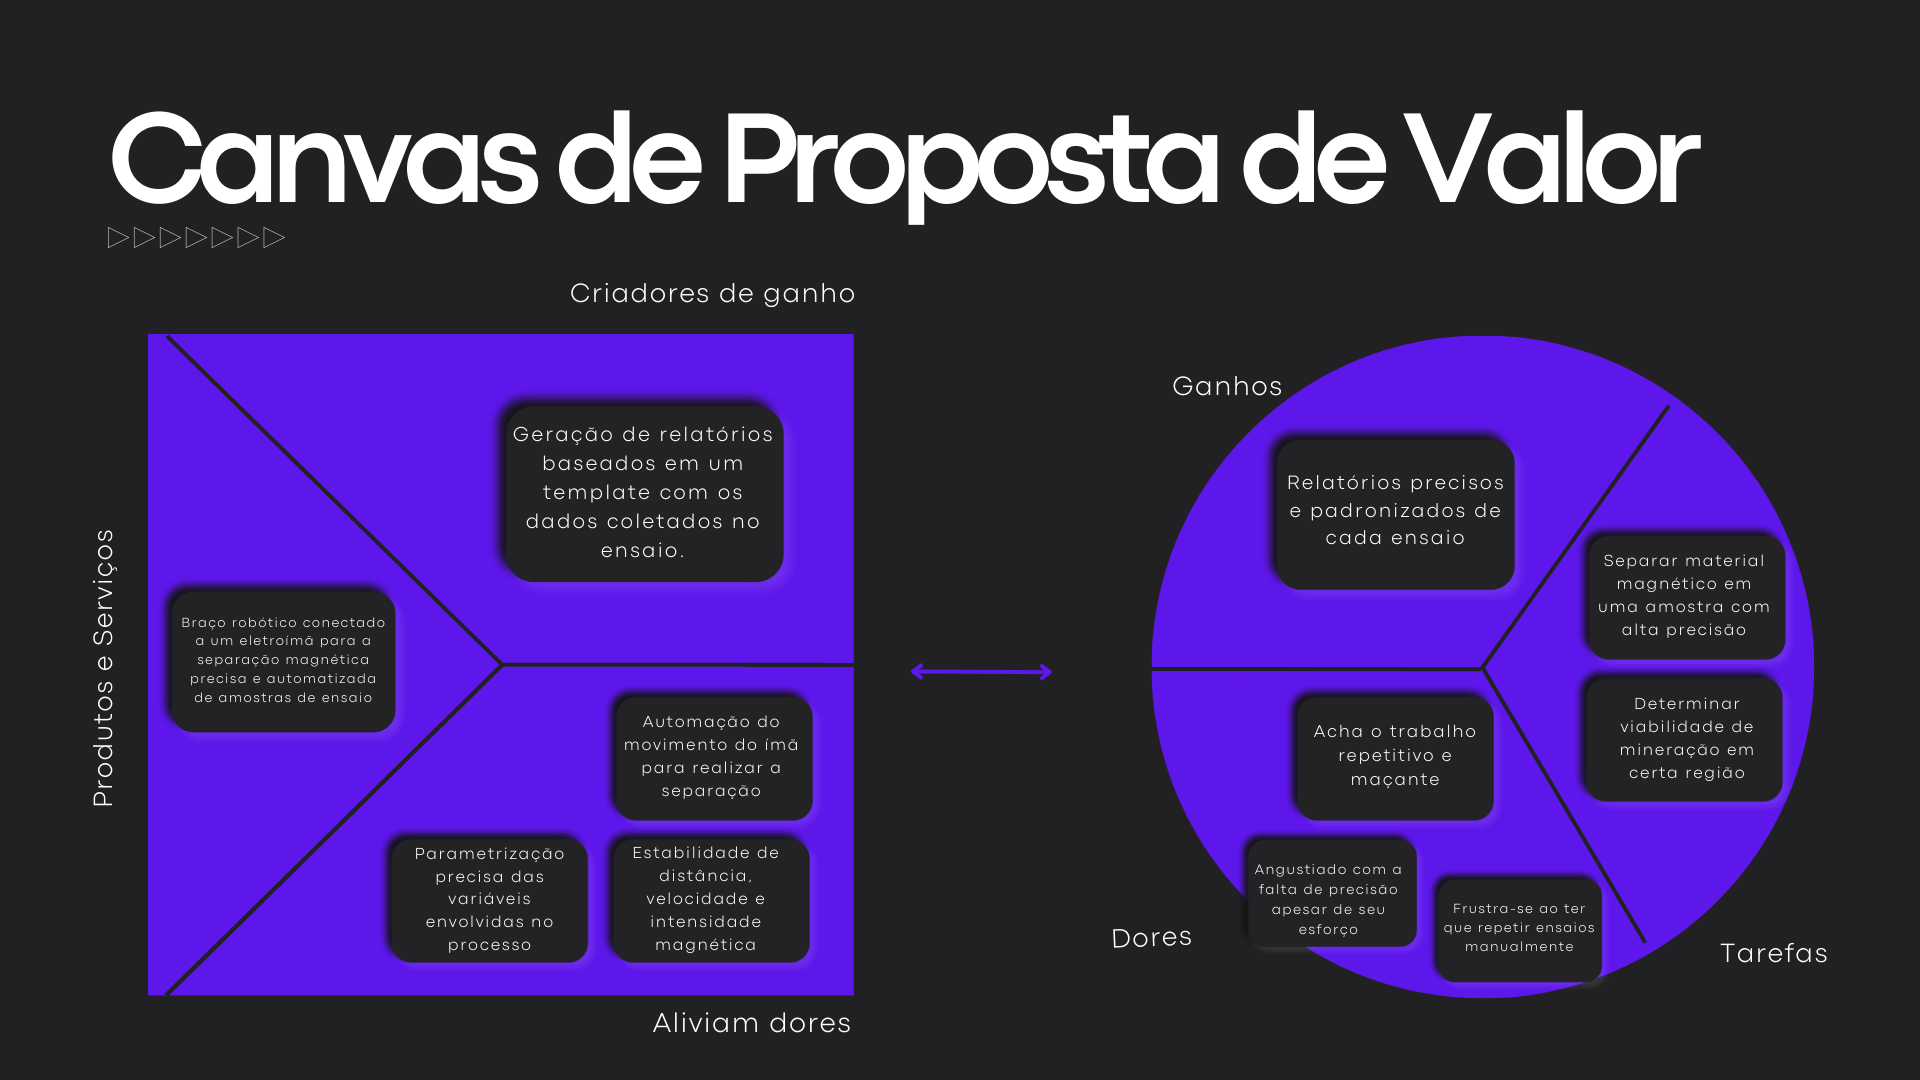 Canvas de Proposta de Valor
Criadores de ganho
Geração de relatórios
baseados em um
template com os
dados coletados no
ensaio.
Produtos e Serviços
Braço robótico conectado
a um eletroímã para a
separação magnética
precisa e automatizada
de amostras de ensaio
Automação do
movimento do ímã
para realizar a
separação
Parametrização
precisa das
variáveis
envolvidas no
processo
Estabilidade de
distância,
velocidade e
intensidade
magnética
Aliviam dores
Ganhos
Relatórios precisos
e padronizados de
cada ensaio
Separar material
magnético em
uma amostra com
alta precisão
Determinar
viabilidade de
mineração em
certa região
Acha o trabalho
repetitivo e
maçante
Angustiado com a
falta de precisão
apesar de seu
esforço
Frustra-se ao ter
que repetir ensaios
manualmente
Dores
Tarefas